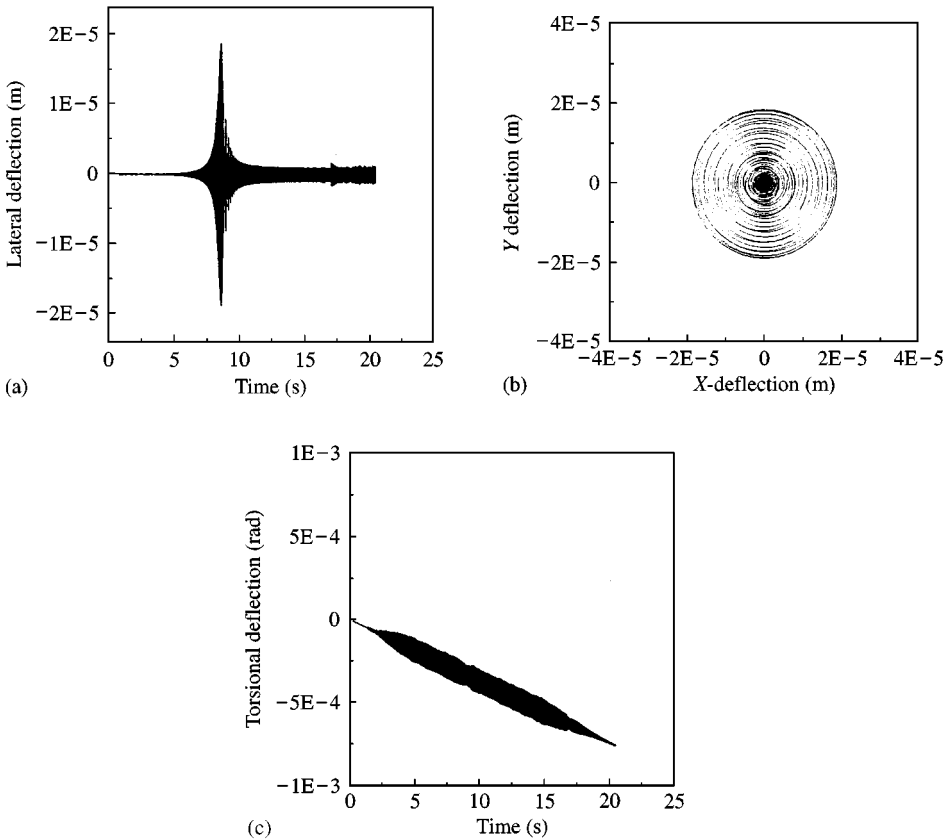 2E−5
1E−5
0
−1E−5
−2E−5
Lateral deflection (m)
0 5 10 15 20 25
Time (s)
(a)
4E−5
2E−5
0
−2E−5
−4E−5
Y deflection (m)
−4E−5 −2E−5 0 2E−5 4E−5
X-deflection (m)
(b)
1E−3
5E−4
0
−5E−4
−1E−3
Torsional deflection (rad)
0 5 10 15 20 25
Time (s)
(c)